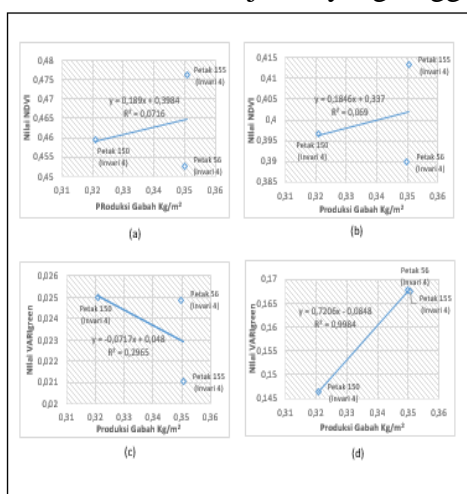 0,48
0,475
0,47
0,465
0,46
0,455
0,45
Nilai NDVI
Petak 155
(Invari 4)
y = 0,189x + 0,3984
R² = 0,0716
Petak 150
(Invari 4)
Petak 56
(Invari 4)
0,31 0,32 0,33 0,34 0,35 0,36
PRoduksi Gabah Kg/m²
(a)
0,415
0,41
0,405
0,4
0,395
0,39
0,385
Nilai NDVI
Petak 155
(Invari 4)
y = 0,1846x + 0,337
R² = 0,069
Petak 150
(Invari 4)
Petak 56
(Invari 4)
0,31 0,32 0,33 0,34 0,35 0,36
Produksi Gabah Kg/m²
(b)
0,026
0,025
0,024
0,023
0,022
0,021
0,02
Nilai VARIgreen
Petak 150
(Invari 4)
Petak 56
(Invari 4)
y = -0,0717x + 0,048
R² = 0,2965
Petak 155
(Invari 4)
0,31 0,32 0,33 0,34 0,35 0,36
Produksi Gabah Kg/m²
(c)
0,17
0,165
0,16
0,155
0,15
0,145
Nilai VARIgreen
Petak 56
(Invari 4)
Petak 155
(Invari 4)
y = 0,7206x - 0,0848
R² = 0,9984
Petak 150
(Invari 4)
0,31 0,32 0,33 0,34 0,35 0,36
Produksi Gabah Kg/m²
(d)